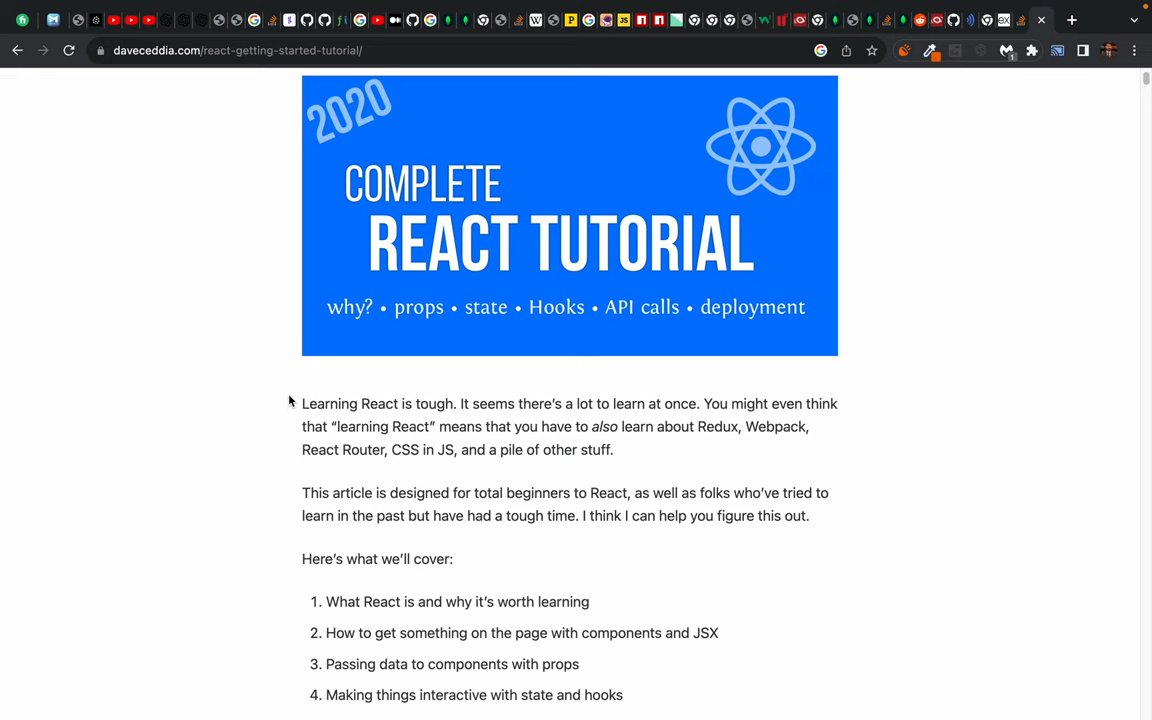 daveceddia.com/react-getting-started-tutorial/
2020
COMPLETE
REACT TUTORIAL
why? • props • state • Hooks • API calls • deployment
Learning React is tough. It seems there’s a lot to learn at once. You might even think
that “learning React” means that you have to also learn about Redux, Webpack,
React Router, CSS in JS, and a pile of other stuff.
This article is designed for total beginners to React, as well as folks who’ve tried to
learn in the past but have had a tough time. I think I can help you figure this out.
Here’s what we’ll cover:
1. What React is and why it’s worth learning
2. How to get something on the page with components and JSX
3. Passing data to components with props
4. Making things interactive with state and hooks